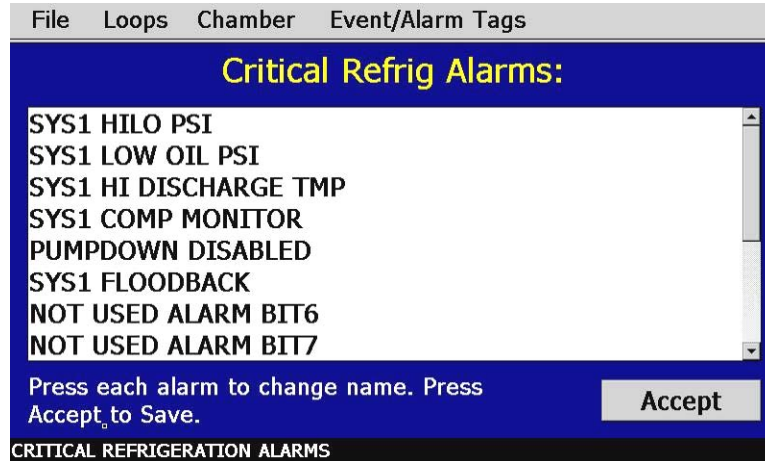 File Loops Chamber Event/Alarm Tags
Critical Refrig Alarms:
SYS1 HILO PSI
SYS1 LOW OIL PSI
SYS1 HI DISCHARGE TMP
SYS1 COMP MONITOR
PUMPDOWN DISABLED
SYS1 FLOODBACK
NOT USED ALARM BIT6
NOT USED ALARM BIT7
Press each alarm to change name. Press
Accept to Save.
Accept
CRITICAL REFRIGERATION ALARMS